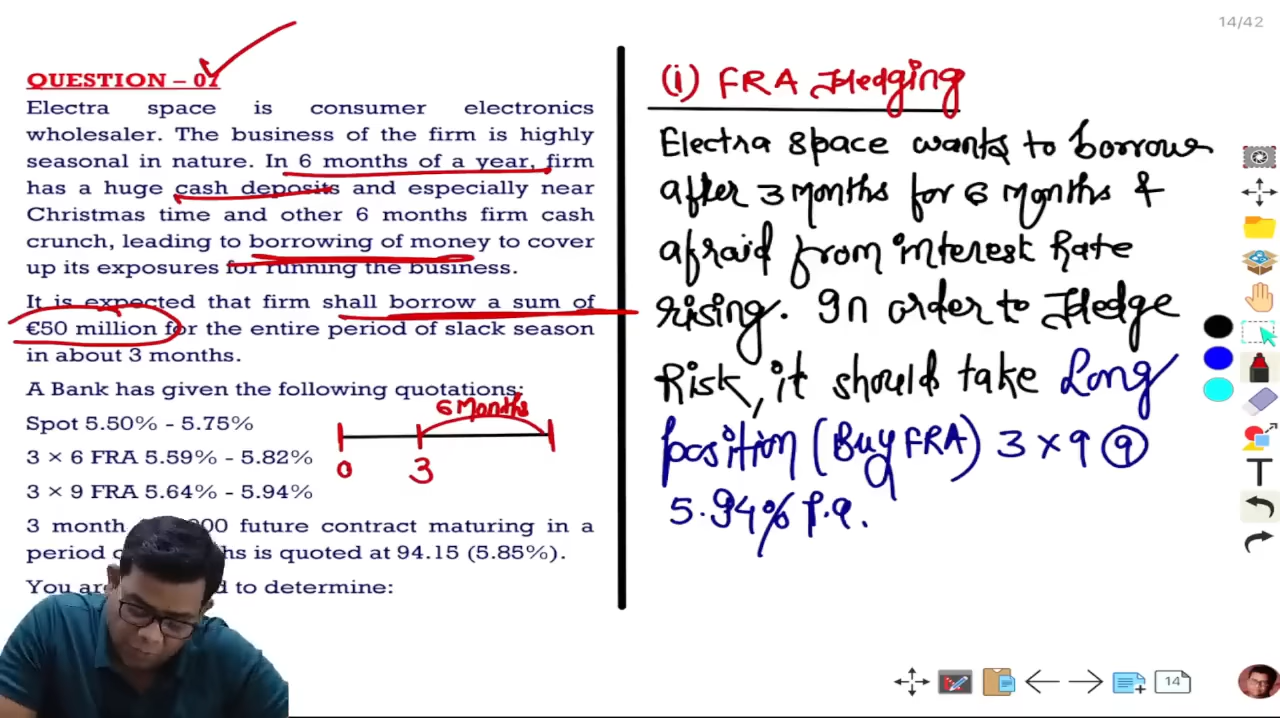 14/42
QUESTION – 07
Electra space is consumer electronics
wholesaler. The business of the firm is highly
seasonal in nature. In 6 months of a year, firm
has a huge cash deposits and especially near
Christmas time and other 6 months firm cash
crunch, leading to borrowing of money to cover
up its exposures for running the business.
It is expected that firm shall borrow a sum of
€50 million for the entire period of slack season
in about 3 months.
A Bank has given the following quotations:
Spot 5.50% - 5.75%
3 × 6 FRA 5.59% - 5.82%
3 × 9 FRA 5.64% - 5.94%
3 month 000 future contract maturing in a
period is quoted at 94.15 (5.85%).
You to determine:
6 Months
0 3
(i) FRA Hedging
Electra Space wants to borrow
after 3 Months for 6 Months &
afraid from interest Rate
rising. In order to Hedge
Risk, it should take Long
position (Buy FRA) 3 × 9 @
5.94% P.a.
14